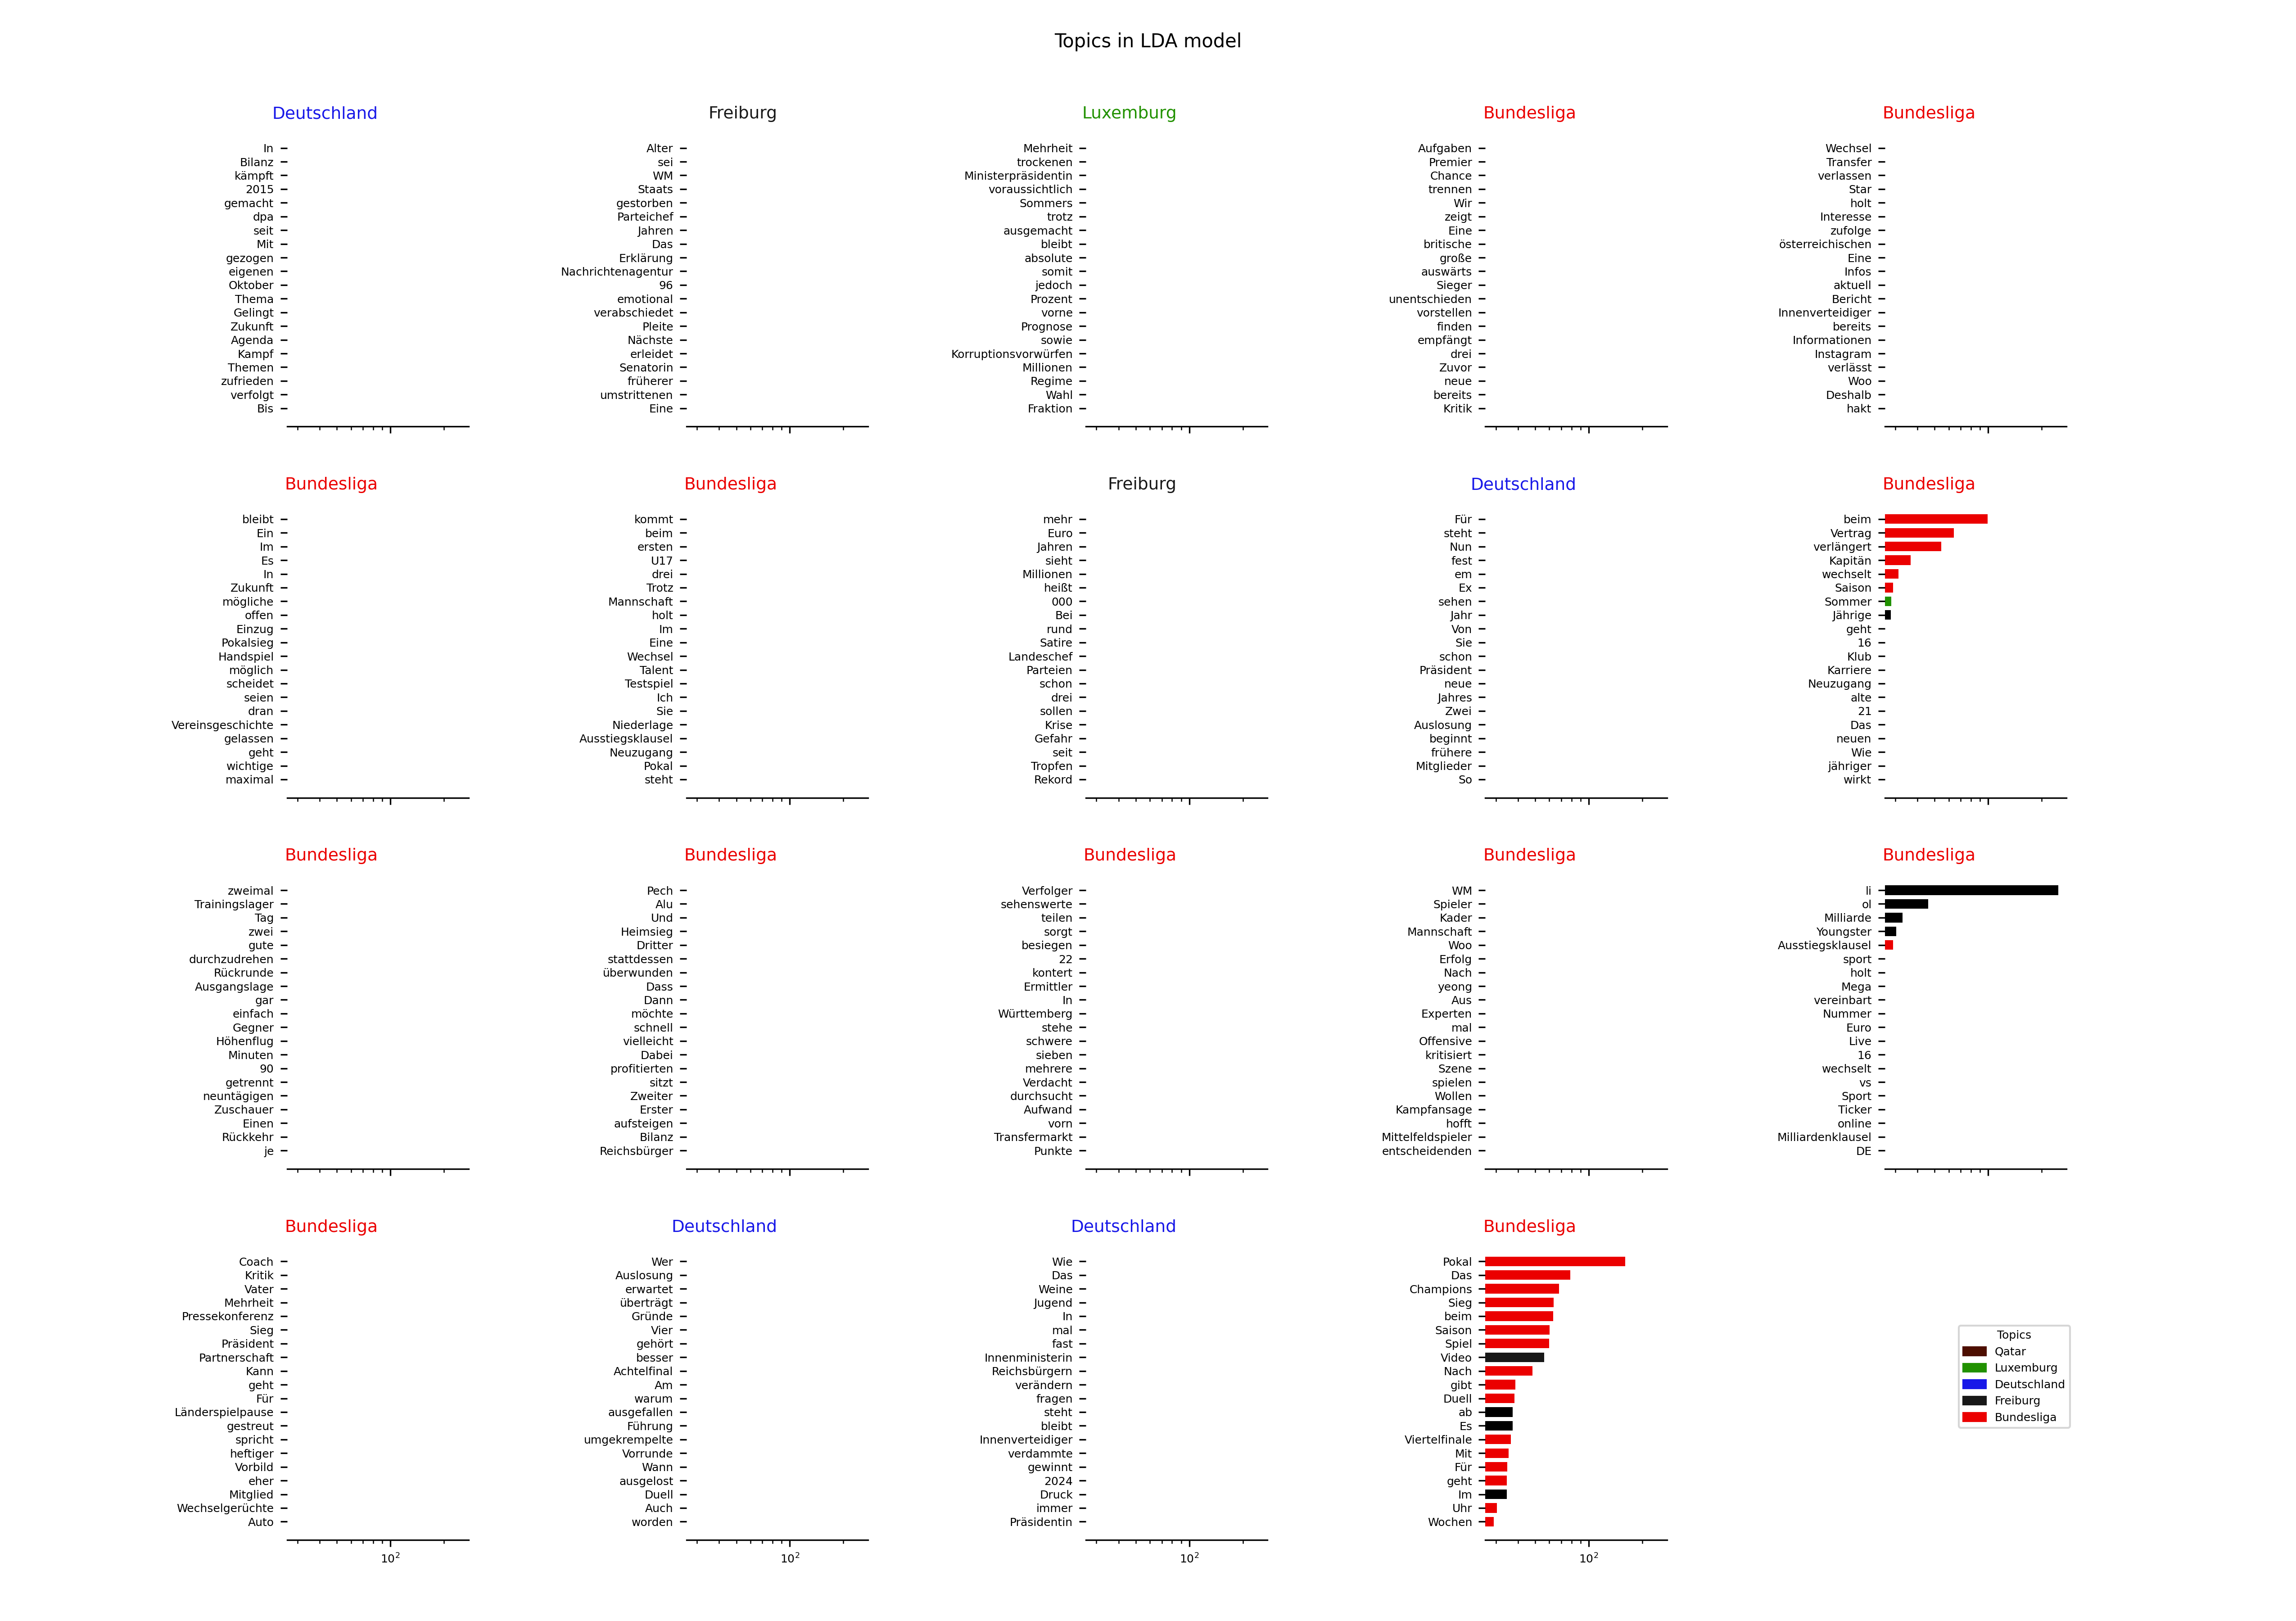 Topics in LDA model
Deutschland
In
Bilanz
kämpft
2015
gemacht
dpa
seit
Mit
gezogen
eigenen
Oktober
Thema
Gelingt
Zukunft
Agenda
Kampf
Themen
zufrieden
verfolgt
Bis
Freiburg
Alter
sei
WM
Staats
gestorben
Parteichef
Jahren
Das
Erklärung
Nachrichtenagentur
96
emotional
verabschiedet
Pleite
Nächste
erleidet
Senatorin
früherer
umstrittenen
Eine
Luxemburg
Mehrheit
trockenen
Ministerpräsidentin
voraussichtlich
Sommers
trotz
ausgemacht
bleibt
absolute
somit
jedoch
Prozent
vorne
Prognose
sowie
Korruptionsvorwürfen
Millionen
Regime
Wahl
Fraktion
Bundesliga
Aufgaben
Premier
Chance
trennen
Wir
zeigt
Eine
britische
große
auswärts
Sieger
unentschieden
vorstellen
finden
empfängt
drei
Zuvor
neue
bereits
Kritik
Bundesliga
Wechsel
Transfer
verlassen
Star
holt
Interesse
zufolge
österreichischen
Eine
Infos
aktuell
Bericht
Innenverteidiger
bereits
Informationen
Instagram
verlässt
Woo
Deshalb
hakt
Bundesliga
bleibt
Ein
Im
Es
In
Zukunft
mögliche
offen
Einzug
Pokalsieg
Handspiel
möglich
scheidet
seien
dran
Vereinsgeschichte
gelassen
geht
wichtige
maximal
Bundesliga
kommt
beim
ersten
U17
drei
Trotz
Mannschaft
holt
Im
Eine
Wechsel
Talent
Testspiel
Ich
Sie
Niederlage
Ausstiegsklausel
Neuzugang
Pokal
steht
Freiburg
mehr
Euro
Jahren
sieht
Millionen
heißt
000
Bei
rund
Satire
Landeschef
Parteien
schon
drei
sollen
Krise
Gefahr
seit
Tropfen
Rekord
Deutschland
Für
steht
Nun
fest
em
Ex
sehen
Jahr
Von
Sie
schon
Präsident
neue
Jahres
Zwei
Auslosung
beginnt
frühere
Mitglieder
So
Bundesliga
beim
Vertrag
verlängert
Kapitän
wechselt
Saison
Sommer
Jährige
geht
16
Klub
Karriere
Neuzugang
alte
21
Das
neuen
Wie
jähriger
wirkt
Bundesliga
zweimal
Trainingslager
Tag
zwei
gute
durchzudrehen
Rückrunde
Ausgangslage
gar
einfach
Gegner
Höhenflug
Minuten
90
getrennt
neuntägigen
Zuschauer
Einen
Rückkehr
je
Bundesliga
Pech
Alu
Und
Heimsieg
Dritter
stattdessen
überwunden
Dass
Dann
möchte
schnell
vielleicht
Dabei
profitierten
sitzt
Zweiter
Erster
aufsteigen
Bilanz
Reichsbürger
Bundesliga
Verfolger
sehenswerte
teilen
sorgt
besiegen
22
kontert
Ermittler
In
Württemberg
stehe
schwere
sieben
mehrere
Verdacht
durchsucht
Aufwand
vorn
Transfermarkt
Punkte
Bundesliga
WM
Spieler
Kader
Mannschaft
Woo
Erfolg
Nach
yeong
Aus
Experten
mal
Offensive
kritisiert
Szene
spielen
Wollen
Kampfansage
hofft
Mittelfeldspieler
entscheidenden
Bundesliga
li
ol
Milliarde
Youngster
Ausstiegsklausel
sport
holt
Mega
vereinbart
Nummer
Euro
Live
16
wechselt
vs
Sport
Ticker
online
Milliardenklausel
DE
Bundesliga
Coach
Kritik
Vater
Mehrheit
Pressekonferenz
Sieg
Präsident
Partnerschaft
Kann
geht
Für
Länderspielpause
gestreut
spricht
heftiger
Vorbild
eher
Mitglied
Wechselgerüchte
Auto
10²
Deutschland
Wer
Auslosung
erwartet
überträgt
Gründe
Vier
gehört
besser
Achtelfinal
Am
warum
ausgefallen
Führung
umgekrempelte
Vorrunde
Wann
ausgelost
Duell
Auch
worden
10²
Deutschland
Wie
Das
Weine
Jugend
In
mal
fast
Innenministerin
Reichsbürgern
verändern
fragen
steht
bleibt
Innenverteidiger
verdammte
gewinnt
2024
Druck
immer
Präsidentin
10²
Bundesliga
Pokal
Das
Champions
Sieg
beim
Saison
Spiel
Video
Nach
gibt
Duell
ab
Es
Viertelfinale
Mit
Für
geht
Im
Uhr
Wochen
10²
Topics
Qatar
Luxemburg
Deutschland
Freiburg
Bundesliga